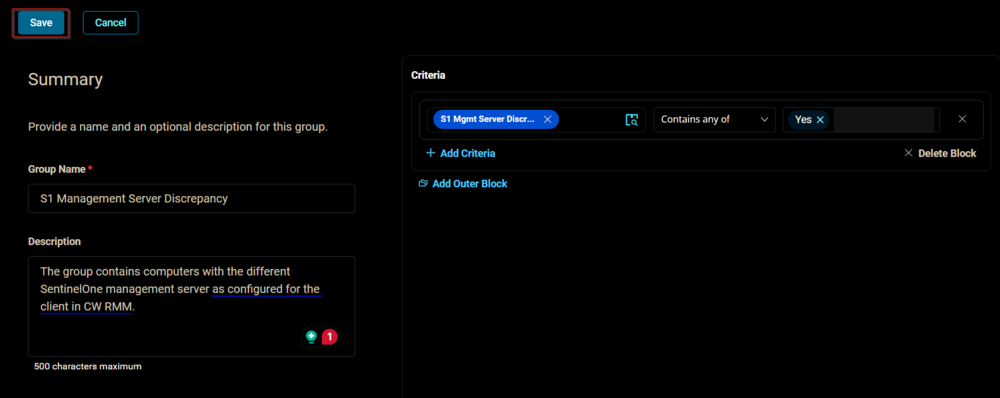 Save
Cancel
Summary
Provide a name and an optional description for this group.
Group Name *
S1 Management Server Discrepancy
Description
The group contains computers with the different
SentinelOne management server as configured for the
client in CW RMM.
1
500 characters maximum
Criteria
S1 Mgmt Server Discr...
Contains any of
Yes
Add Criteria
Delete Block
Add Outer Block